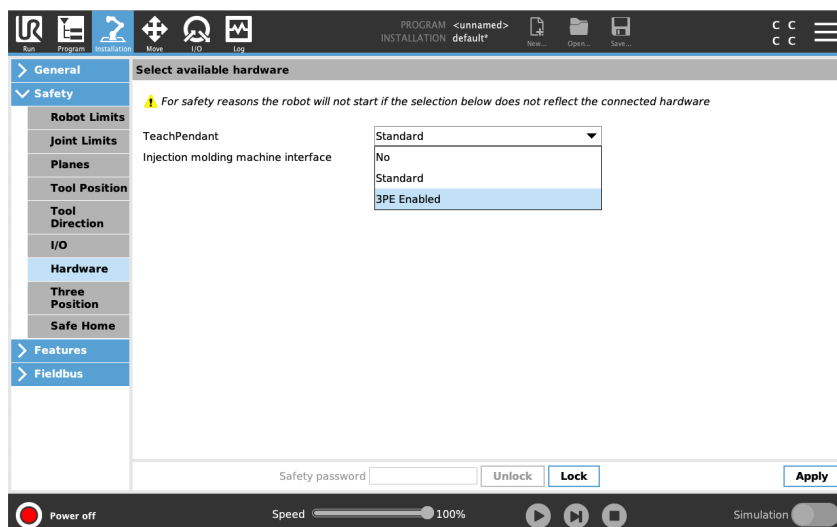 UR
PROGRAM <unnamed>
INSTALLATION default*
Run Program Installation Move I/O Log New... Open... Save...
C C
C C
General
Safety
Robot Limits
Joint Limits
Planes
Tool Position
Tool
Direction
I/O
Hardware
Three
Position
Safe Home
Features
Fieldbus
Select available hardware
For safety reasons the robot will not start if the selection below does not reflect the connected hardware
TeachPendant Standard
Injection molding machine interface No
Standard
3PE Enabled
Safety password Unlock Lock Apply
Power off Speed 100% Simulation